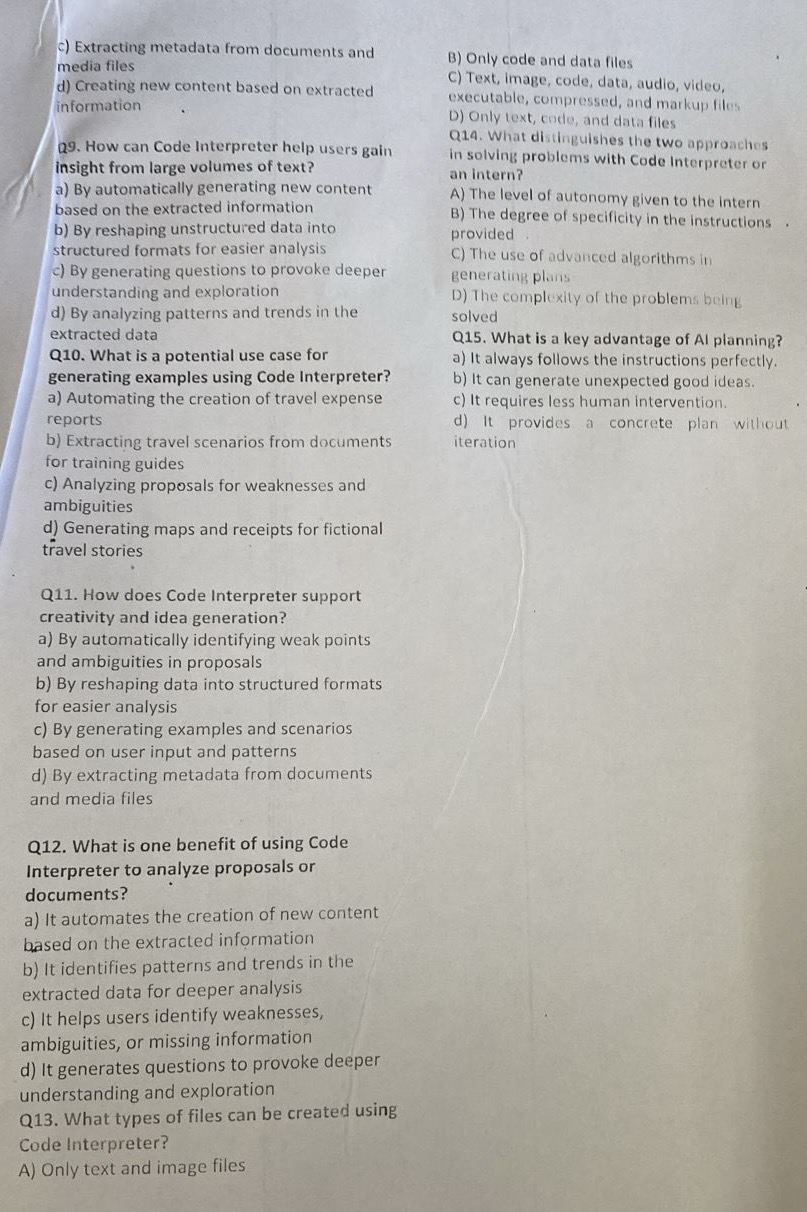 c) Extracting metadata from documents and
media files
d) Creating new content based on extracted
information
Q9. How can Code Interpreter help users gain
insight from large volumes of text?
a) By automatically generating new content
based on the extracted information
b) By reshaping unstructured data into
structured formats for easier analysis
c) By generating questions to provoke deeper
understanding and exploration
d) By analyzing patterns and trends in the
extracted data
Q10. What is a potential use case for
generating examples using Code Interpreter?
a) Automating the creation of travel expense
reports
b) Extracting travel scenarios from documents
for training guides
c) Analyzing proposals for weaknesses and
ambiguities
d) Generating maps and receipts for fictional
travel stories
Q11. How does Code Interpreter support
creativity and idea generation?
a) By automatically identifying weak points
and ambiguities in proposals
b) By reshaping data into structured formats
for easier analysis
c) By generating examples and scenarios
based on user input and patterns
d) By extracting metadata from documents
and media files
Q12. What is one benefit of using Code
Interpreter to analyze proposals or
documents?
a) It automates the creation of new content
based on the extracted information
b) It identifies patterns and trends in the
extracted data for deeper analysis
c) It helps users identify weaknesses,
ambiguities, or missing information
d) It generates questions to provoke deeper
understanding and exploration
Q13. What types of files can be created using
Code Interpreter?
A) Only text and image files
B) Only code and data files
C) Text, image, code, data, audio, video,
executable, compressed, and markup files
D) Only text, code, and data files
Q14. What distinguishes the two approaches
in solving problems with Code Interpreter or
an intern?
A) The level of autonomy given to the intern
B) The degree of specificity in the instructions
provided
C) The use of advanced algorithms in
generating plans
D) The complexity of the problems being
solved
Q15. What is a key advantage of AI planning?
a) It always follows the instructions perfectly.
b) It can generate unexpected good ideas.
c) It requires less human intervention.
d) It provides a concrete plan without
iteration